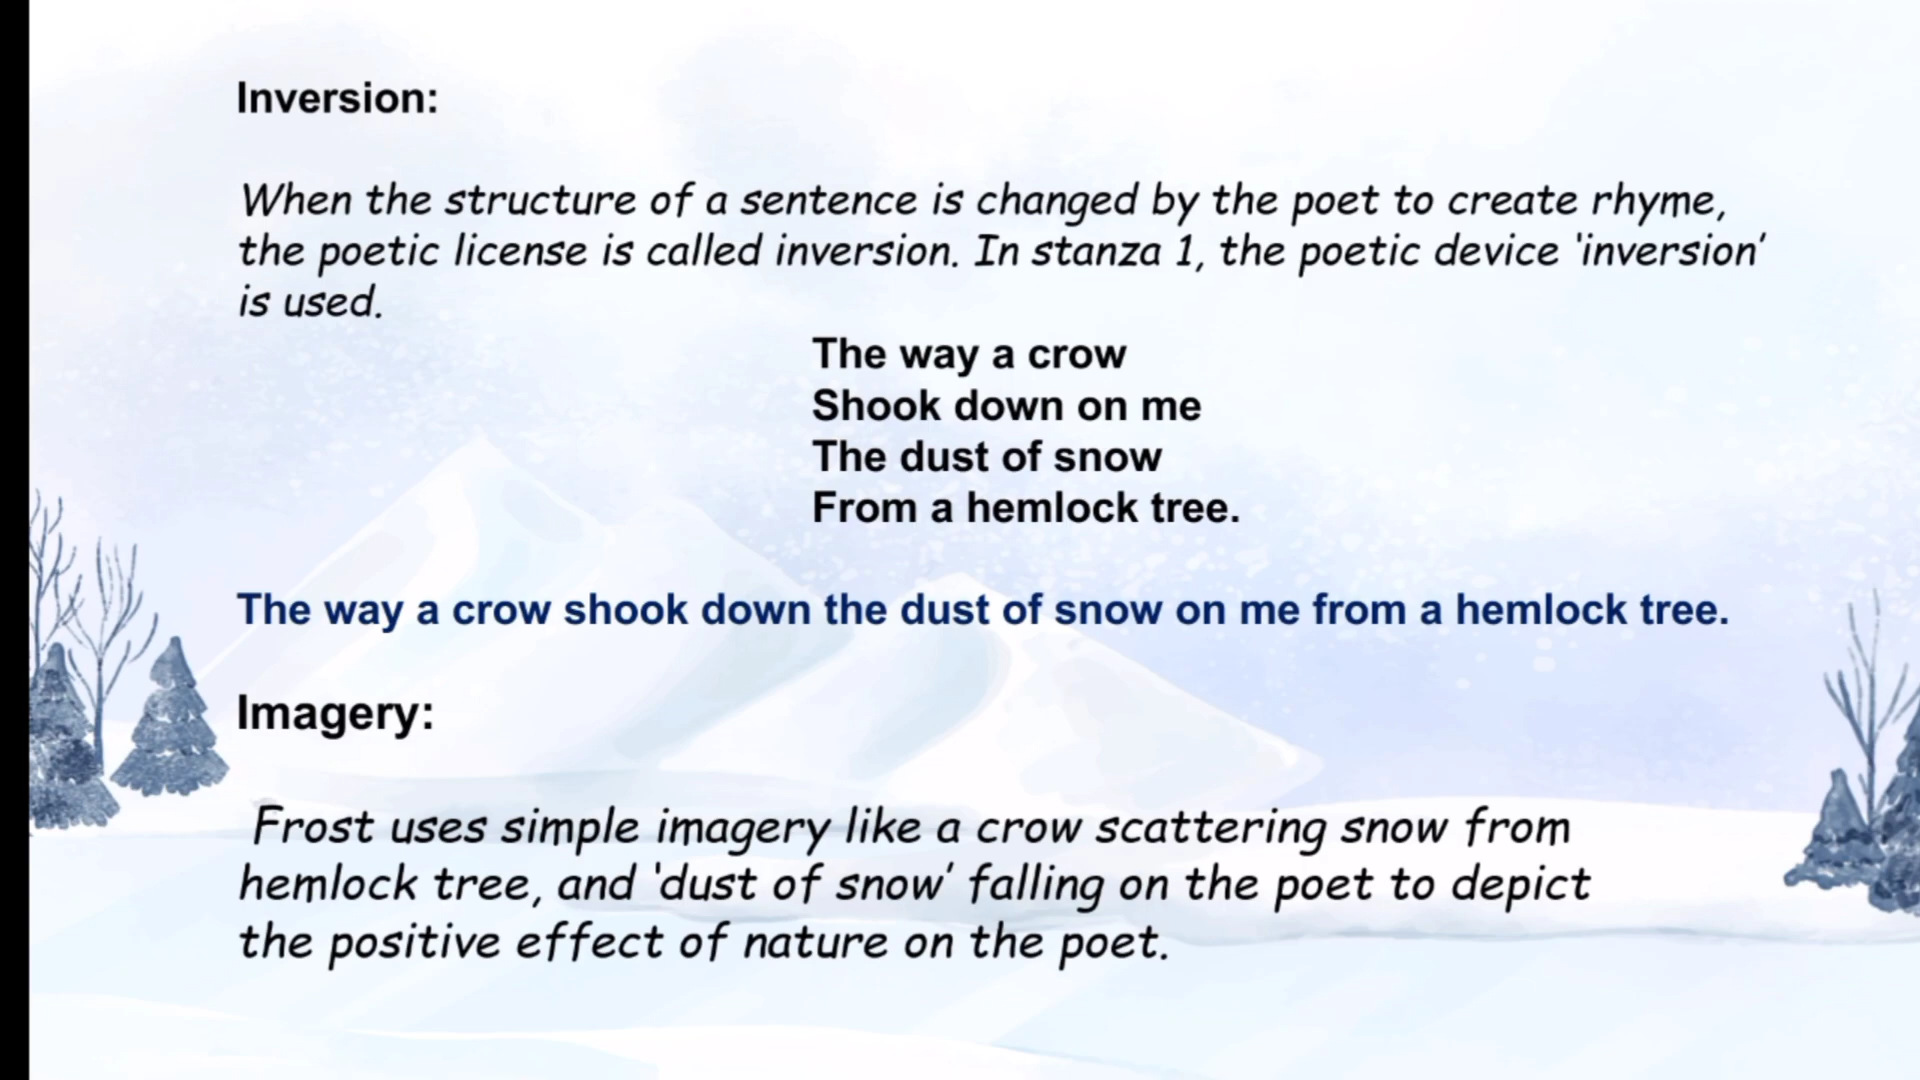 Inversion:
When the structure of a sentence is changed by the poet to create rhyme,
the poetic license is called inversion. In stanza 1, the poetic device 'inversion'
is used.
The way a crow
Shook down on me
The dust of snow
From a hemlock tree.
The way a crow shook down the dust of snow on me from a hemlock tree.
Imagery:
Frost uses simple imagery like a crow scattering snow from
hemlock tree, and 'dust of snow' falling on the poet to depict
the positive effect of nature on the poet.